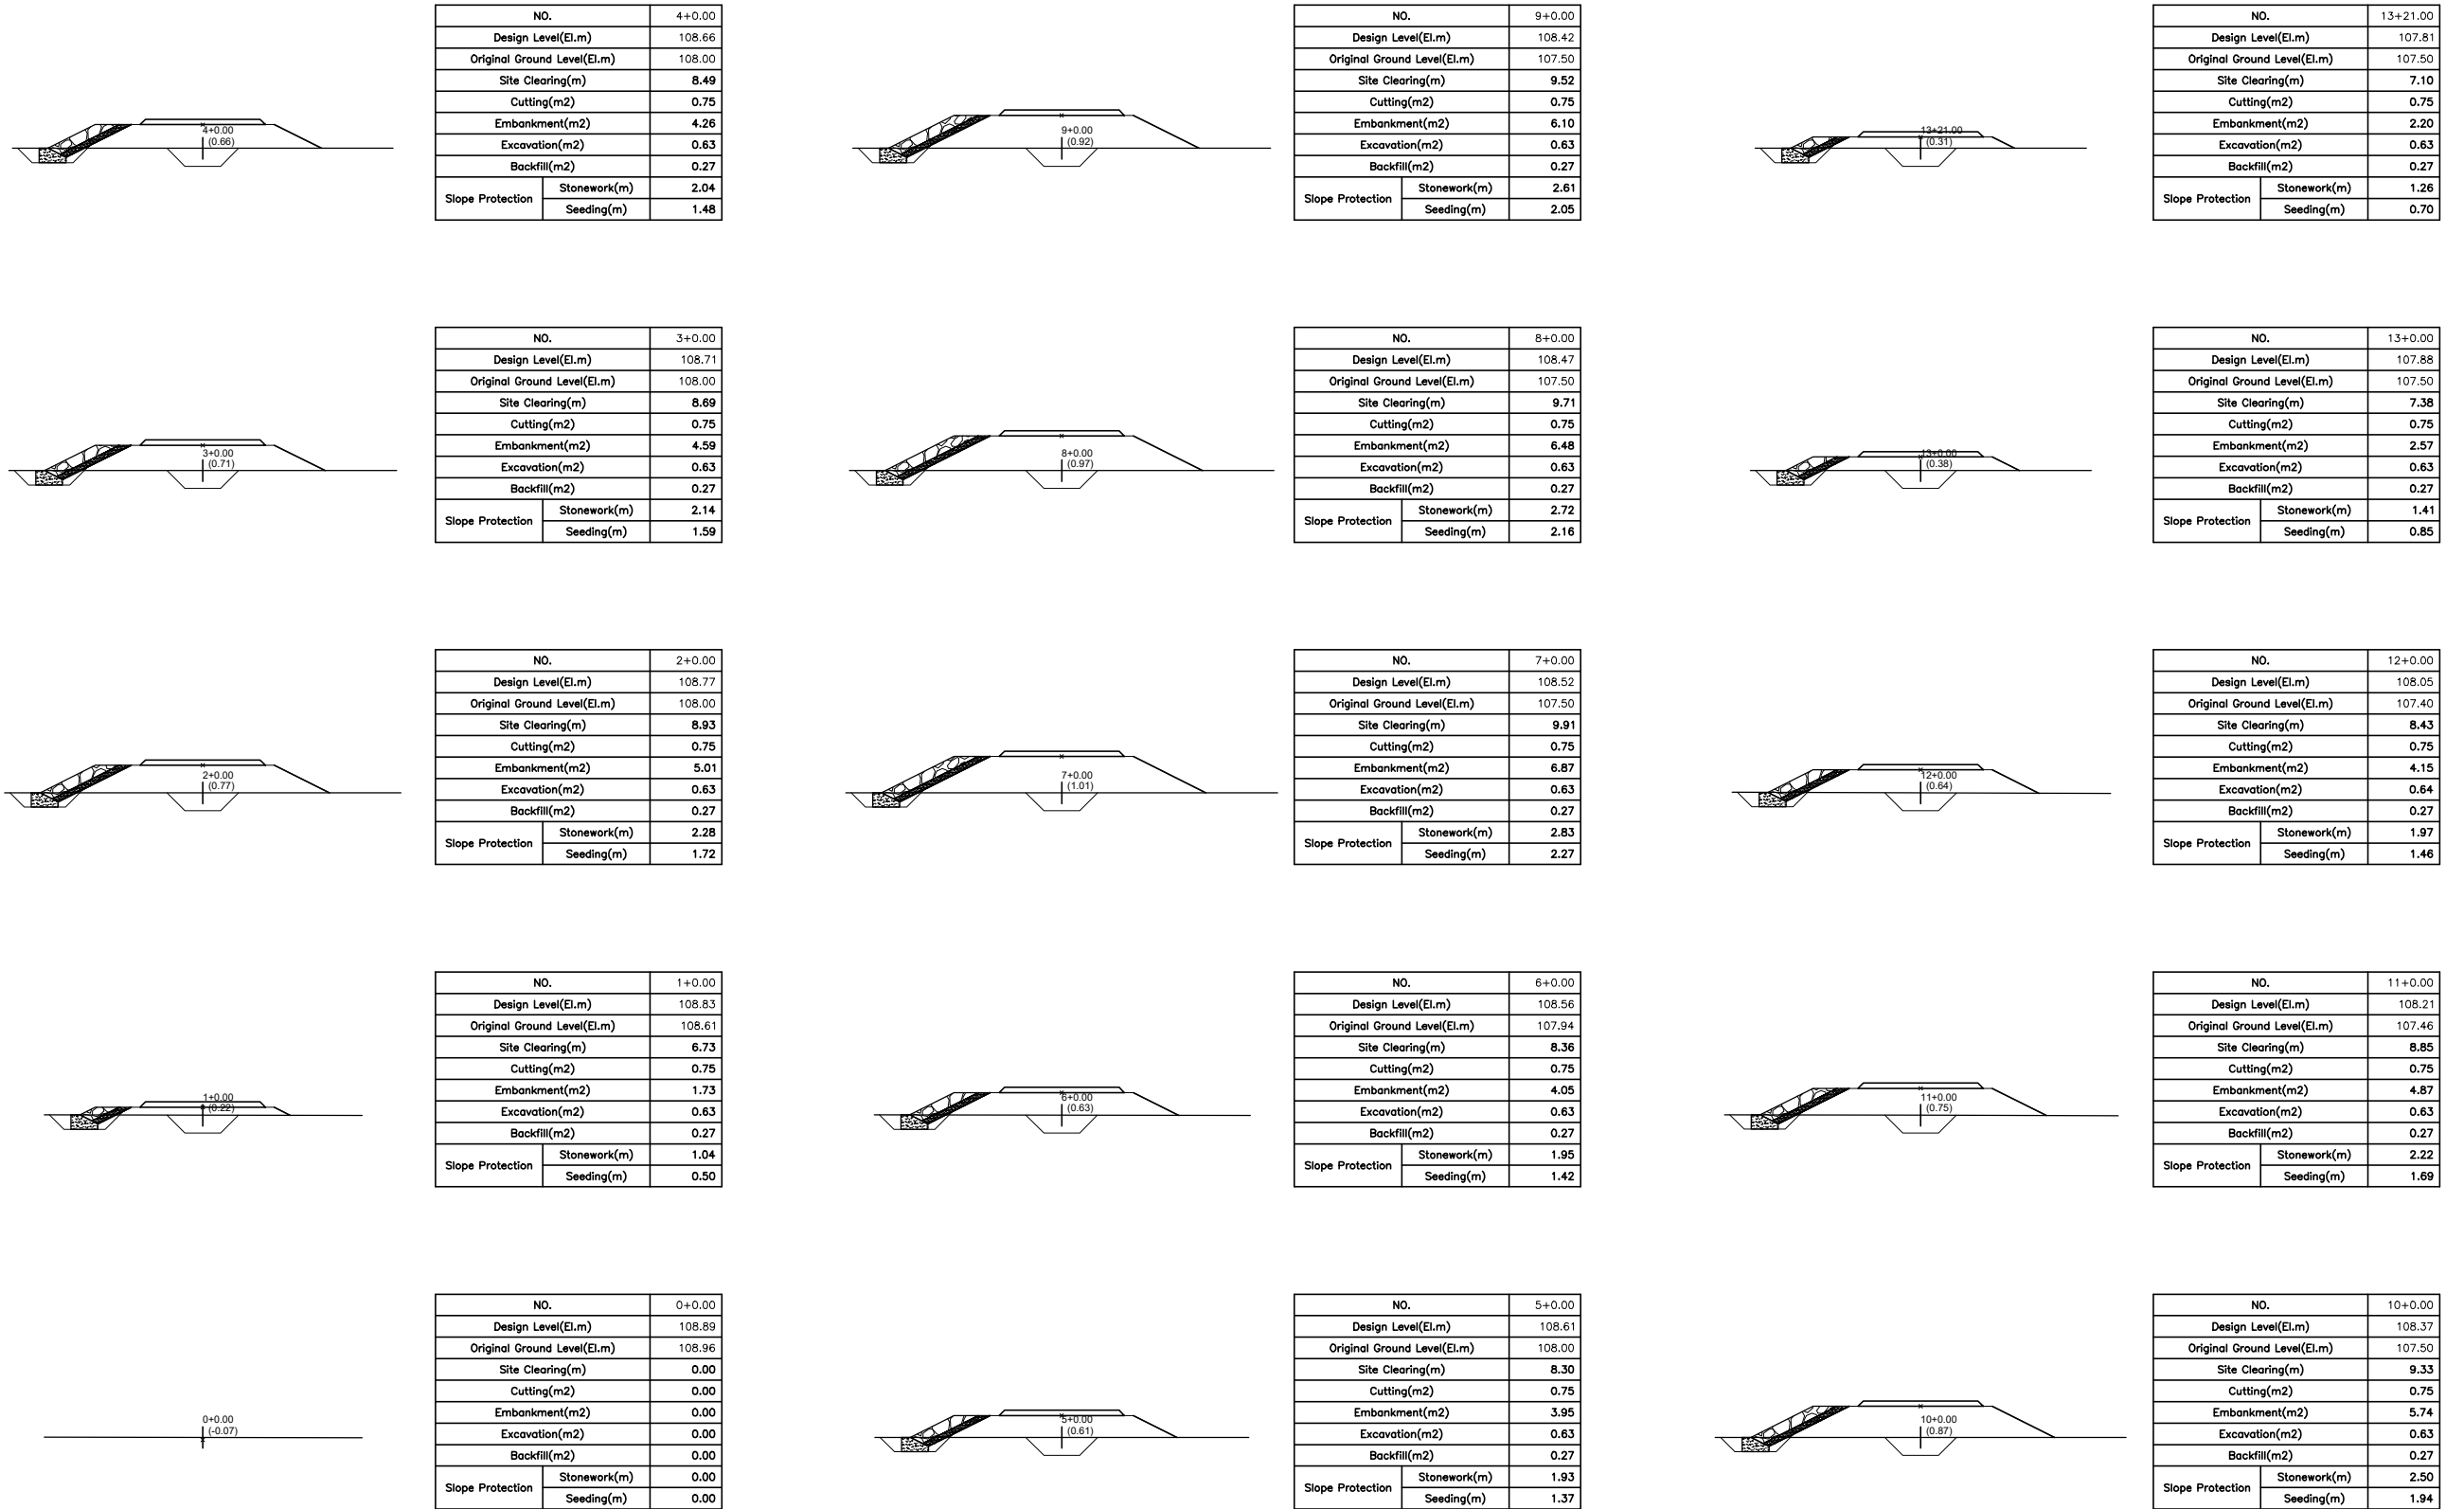 4+0.00
(0.66)
NO. 4+0.00
Design Level(El.m) 108.66
Original Ground Level(El.m) 108.00
Site Clearing(m) 8.49
Cutting(m2) 0.75
Embankment(m2) 4.26
Excavation(m2) 0.63
Backfill(m2) 0.27
Slope Protection Stonework(m) 2.04
Seeding(m) 1.48
9+0.00
(0.92)
NO. 9+0.00
Design Level(El.m) 108.42
Original Ground Level(El.m) 107.50
Site Clearing(m) 9.52
Cutting(m2) 0.75
Embankment(m2) 6.10
Excavation(m2) 0.63
Backfill(m2) 0.27
Slope Protection Stonework(m) 2.61
Seeding(m) 2.05
13+21.00
(0.31)
NO. 13+21.00
Design Level(El.m) 107.81
Original Ground Level(El.m) 107.50
Site Clearing(m) 7.10
Cutting(m2) 0.75
Embankment(m2) 2.20
Excavation(m2) 0.63
Backfill(m2) 0.27
Slope Protection Stonework(m) 1.26
Seeding(m) 0.70
3+0.00
(0.71)
NO. 3+0.00
Design Level(El.m) 108.71
Original Ground Level(El.m) 108.00
Site Clearing(m) 8.69
Cutting(m2) 0.75
Embankment(m2) 4.59
Excavation(m2) 0.63
Backfill(m2) 0.27
Slope Protection Stonework(m) 2.14
Seeding(m) 1.59
8+0.00
(0.97)
NO. 8+0.00
Design Level(El.m) 108.47
Original Ground Level(El.m) 107.50
Site Clearing(m) 9.71
Cutting(m2) 0.75
Embankment(m2) 6.48
Excavation(m2) 0.63
Backfill(m2) 0.27
Slope Protection Stonework(m) 2.72
Seeding(m) 2.16
13+0.00
(0.38)
NO. 13+0.00
Design Level(El.m) 107.88
Original Ground Level(El.m) 107.50
Site Clearing(m) 7.38
Cutting(m2) 0.75
Embankment(m2) 2.57
Excavation(m2) 0.63
Backfill(m2) 0.27
Slope Protection Stonework(m) 1.41
Seeding(m) 0.85
2+0.00
(0.77)
NO. 2+0.00
Design Level(El.m) 108.77
Original Ground Level(El.m) 108.00
Site Clearing(m) 8.93
Cutting(m2) 0.75
Embankment(m2) 5.01
Excavation(m2) 0.63
Backfill(m2) 0.27
Slope Protection Stonework(m) 2.28
Seeding(m) 1.72
7+0.00
(1.01)
NO. 7+0.00
Design Level(El.m) 108.52
Original Ground Level(El.m) 107.50
Site Clearing(m) 9.91
Cutting(m2) 0.75
Embankment(m2) 6.87
Excavation(m2) 0.63
Backfill(m2) 0.27
Slope Protection Stonework(m) 2.83
Seeding(m) 2.27
12+0.00
(0.64)
NO. 12+0.00
Design Level(El.m) 108.05
Original Ground Level(El.m) 107.40
Site Clearing(m) 8.43
Cutting(m2) 0.75
Embankment(m2) 4.15
Excavation(m2) 0.64
Backfill(m2) 0.27
Slope Protection Stonework(m) 1.97
Seeding(m) 1.46
1+0.00
(0.22)
NO. 1+0.00
Design Level(El.m) 108.83
Original Ground Level(El.m) 108.61
Site Clearing(m) 6.73
Cutting(m2) 0.75
Embankment(m2) 1.73
Excavation(m2) 0.63
Backfill(m2) 0.27
Slope Protection Stonework(m) 1.04
Seeding(m) 0.50
6+0.00
(0.63)
NO. 6+0.00
Design Level(El.m) 108.56
Original Ground Level(El.m) 107.94
Site Clearing(m) 8.36
Cutting(m2) 0.75
Embankment(m2) 4.05
Excavation(m2) 0.63
Backfill(m2) 0.27
Slope Protection Stonework(m) 1.95
Seeding(m) 1.42
11+0.00
(0.75)
NO. 11+0.00
Design Level(El.m) 108.21
Original Ground Level(El.m) 107.46
Site Clearing(m) 8.85
Cutting(m2) 0.75
Embankment(m2) 4.87
Excavation(m2) 0.63
Backfill(m2) 0.27
Slope Protection Stonework(m) 2.22
Seeding(m) 1.69
0+0.00
(-0.07)
NO. 0+0.00
Design Level(El.m) 108.89
Original Ground Level(El.m) 108.96
Site Clearing(m) 0.00
Cutting(m2) 0.00
Embankment(m2) 0.00
Excavation(m2) 0.00
Backfill(m2) 0.00
Slope Protection Stonework(m) 0.00
Seeding(m) 0.00
5+0.00
(0.61)
NO. 5+0.00
Design Level(El.m) 108.61
Original Ground Level(El.m) 108.00
Site Clearing(m) 8.30
Cutting(m2) 0.75
Embankment(m2) 3.95
Excavation(m2) 0.63
Backfill(m2) 0.27
Slope Protection Stonework(m) 1.93
Seeding(m) 1.37
10+0.00
(0.87)
NO. 10+0.00
Design Level(El.m) 108.37
Original Ground Level(El.m) 107.50
Site Clearing(m) 9.33
Cutting(m2) 0.75
Embankment(m2) 5.74
Excavation(m2) 0.63
Backfill(m2) 0.27
Slope Protection Stonework(m) 2.50
Seeding(m) 1.94